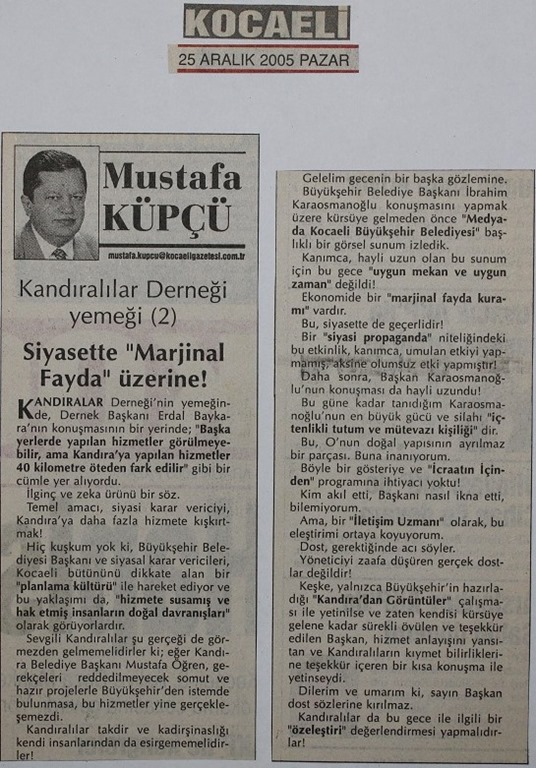 KOCAELİ
25 ARALIK 2005 PAZAR
Mustafa
KÜPÇÜ
mustafa.kupcu@kocaeligazetesi.com.tr
Kandıralılar Derneği
yemeği (2)
Siyasette "Marjinal
Fayda" üzerine!
KANDIRALAR Derneği'nin yemeğin-
de, Dernek Başkanı Erdal Bayka-
ra'nın konuşmasının bir yerinde; "Başka
yerlerde yapılan hizmetler görülmeye-
bilir, ama Kandıra'ya yapılan hizmetler
40 kilometre öteden fark edilir" gibi bir
cümle yer alıyordu.
İlginç ve zeka ürünü bir söz.
Temel amacı, siyasi karar vericiyi,
Kandıra'ya daha fazla hizmete kışkırt-
mak!
Hiç kuşkum yok ki, Büyükşehir Bele-
diyesi Başkanı ve siyasal karar vericileri,
Kocaeli bütününü dikkate alan bir
"planlama kültürü" ile hareket ediyor ve
bu yaklaşımı da, "hizmete susamış ve
hak etmiş insanların doğal davranışları"
olarak görüyorlardır.
Sevgili Kandıralılar şu gerçeği de gör-
mezden gelmemelidirler ki; eğer Kandı-
ra Belediye Başkanı Mustafa Öğren, ge-
rekçeleri reddedilmeyecek somut ve
hazır projelerle Büyükşehir'den istemde
bulunmasa, bu hizmetler yine gerçekle-
şemezdi.
Kandıralılar takdir ve kadirşinaslığı
kendi insanlarından da esirgememelidir-
ler!
Gelelim gecenin bir başka gözlemine.
Büyükşehir Belediye Başkanı İbrahim
Karaosmanoğlu konuşmasını yapmak
üzere kürsüye gelmeden önce "Medya-
da Kocaeli Büyükşehir Belediyesi" baş-
lıklı bir görsel sunum izledik.
Kanımca, hayli uzun olan bu sunum
için bu gece "uygun mekan ve uygun
zaman" değildi!
Ekonomide bir "marjinal fayda kura-
mı" vardır.
Bu, siyasette de geçerlidir!
Bir "siyasi propaganda" niteliğindeki
bu etkinlik, kanımca, umulan etkiyi yap-
mamış, aksine olumsuz etki yapmıştır!
Daha sonra, Başkan Karaosmanoğ-
lu'nun konuşması da hayli uzundu!
Bu güne kadar tanıdığım Karaosma-
noğlu'nun en büyük gücü ve silahı "iç-
tenlikli tutum ve mütevazı kişiliği" dir.
Bu, O'nun doğal yapısının ayrılmaz
bir parçası. Buna inanıyorum.
Böyle bir gösteriye ve "İcraatın İçin-
den" programına ihtiyacı yoktu!
Kim akıl etti, Başkanı nasıl ikna etti,
bilemiyorum.
Ama, bir "İletişim Uzmanı" olarak, bu
eleştirimi ortaya koyuyorum.
Dost, gerektiğinde acı söyler.
Yöneticiyi zaafa düşüren gerçek dost-
lar değildir!
Keşke, yalnızca Büyükşehir'in hazırla-
dığı "Kandıra'dan Görüntüler" çalışma-
sı ile yetinilse ve zaten kendisi kürsüye
gelene kadar sürekli övülen ve teşekkür
edilen Başkan, hizmet anlayışını yansı-
tan ve Kandıralıların kıymet bilirlikleri-
ne teşekkür içeren bir kısa konuşma ile
yetinseydi.
Dilerim ve umarım ki, sayın Başkan
dost sözlerine kırılmaz.
Kandıralılar da bu gece ile ilgili bir
"özeleştiri" değerlendirmesi yapmalıdır-
lar!